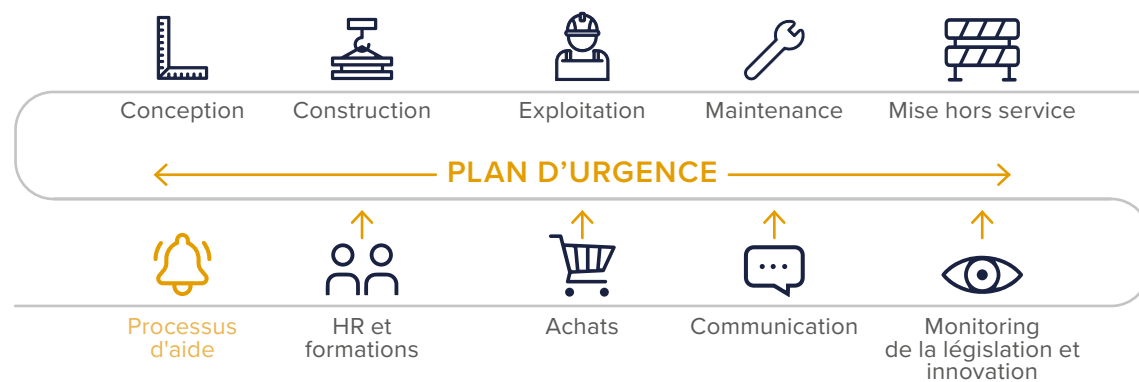 Conception
Construction
Exploitation
Maintenance
Mise hors service
PLAN D’URGENCE
Processus
d'aide
HR et
formations
Achats
Communication
Monitoring
de la législation et
innovation